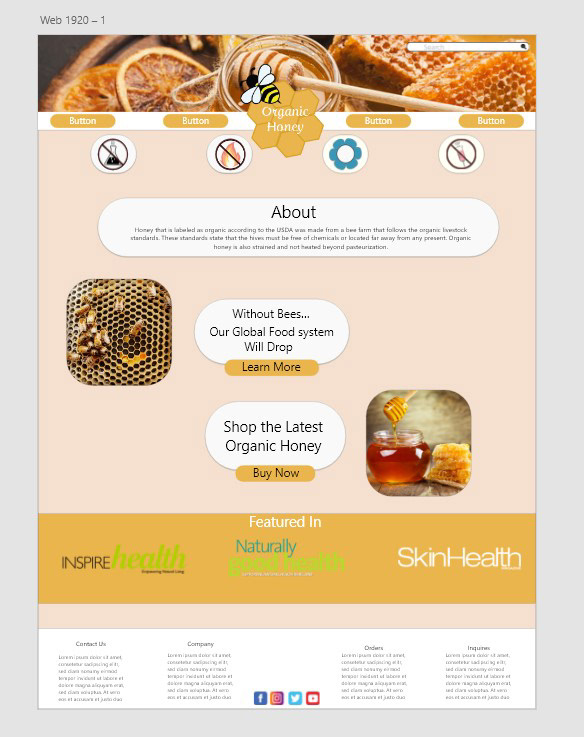 Web 1920 – 1
Search
Organic
Honey
Button
Button
Button
Button
About
Honey that is labeled as organic according to the USDA was made from a bee farm that follows the organic livestock
standards. These standards state that the hives must be free of chemicals or located far away from any present. Organic
honey is also strained and not heated beyond pasteurization.
Without Bees...
Our Global Food system
Will Drop
Learn More
Shop the Latest
Organic Honey
Buy Now
Featured In
INSPIREhealth
Empowering Natural Living
Naturally
good health
SkinHealth
Contact Us
Lorem ipsum dolor sit amet,
consetetur sadipscing elitr,
sed diam nonumy eirmod
tempor invidunt ut labore et
dolore magna aliquyam erat,
sed diam voluptua. At vero
eos et accusam et justo duo
Company
Lorem ipsum dolor sit amet,
consetetur sadipscing elitr,
sed diam nonumy eirmod
tempor invidunt ut labore et
dolore magna aliquyam erat,
sed diam voluptua. At vero
eos et accusam et justo duo
Orders
Lorem ipsum dolor sit amet,
consetetur sadipscing elitr,
sed diam nonumy eirmod
tempor invidunt ut labore et
dolore magna aliquyam erat,
sed diam voluptua. At vero
eos et accusam et justo duo
Inquires
Lorem ipsum dolor sit amet,
consetetur sadipscing elitr,
sed diam nonumy eirmod
tempor invidunt ut labore et
dolore magna aliquyam erat,
sed diam voluptua. At vero
eos et accusam et justo duo